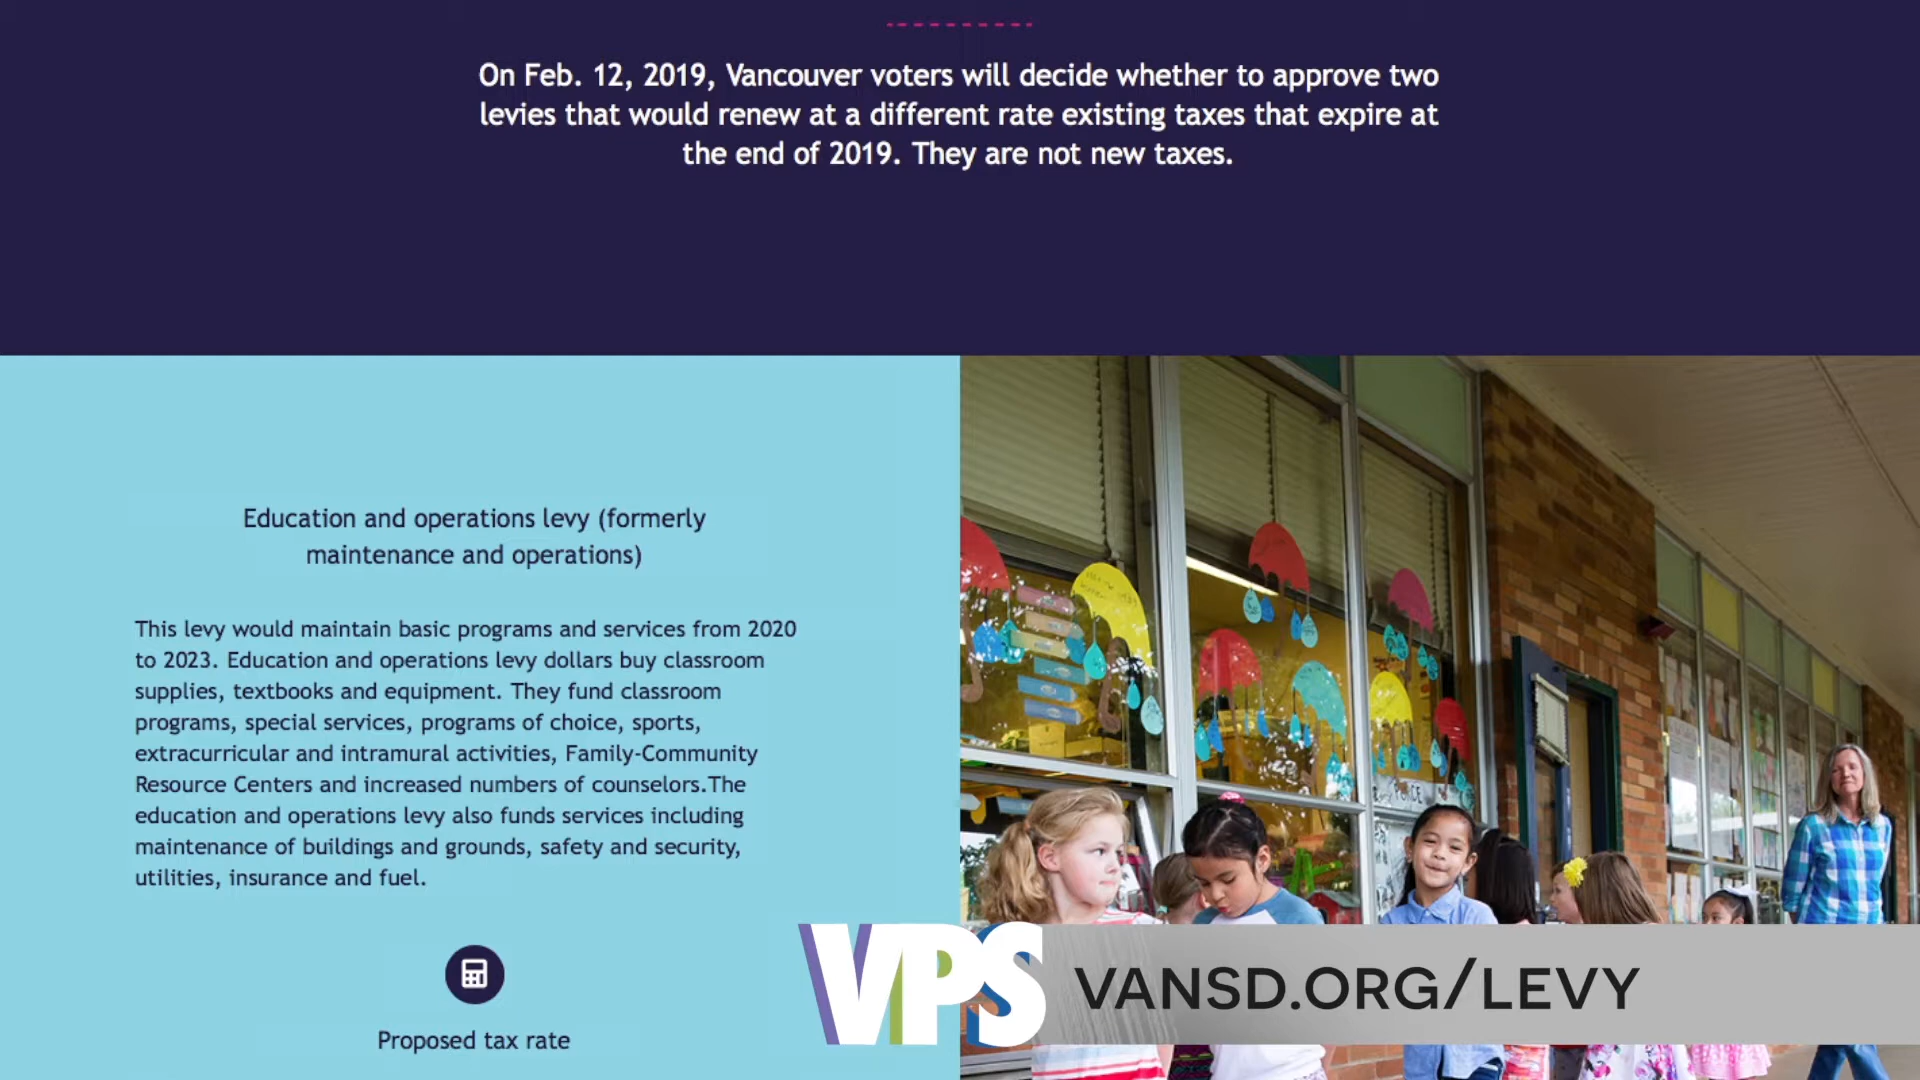 On Feb. 12, 2019, Vancouver voters will decide whether to approve two
levies that would renew at a different rate existing taxes that expire at
the end of 2019. They are not new taxes.
Education and operations levy (formerly
maintenance and operations)
This levy would maintain basic programs and services from 2020
to 2023. Education and operations levy dollars buy classroom
supplies, textbooks and equipment. They fund classroom
programs, special services, programs of choice, sports,
extracurricular and intramural activities, Family-Community
Resource Centers and increased numbers of counselors.The
education and operations levy also funds services including
maintenance of buildings and grounds, safety and security,
utilities, insurance and fuel.
Proposed tax rate
VPS
VANSD.ORG/LEVY